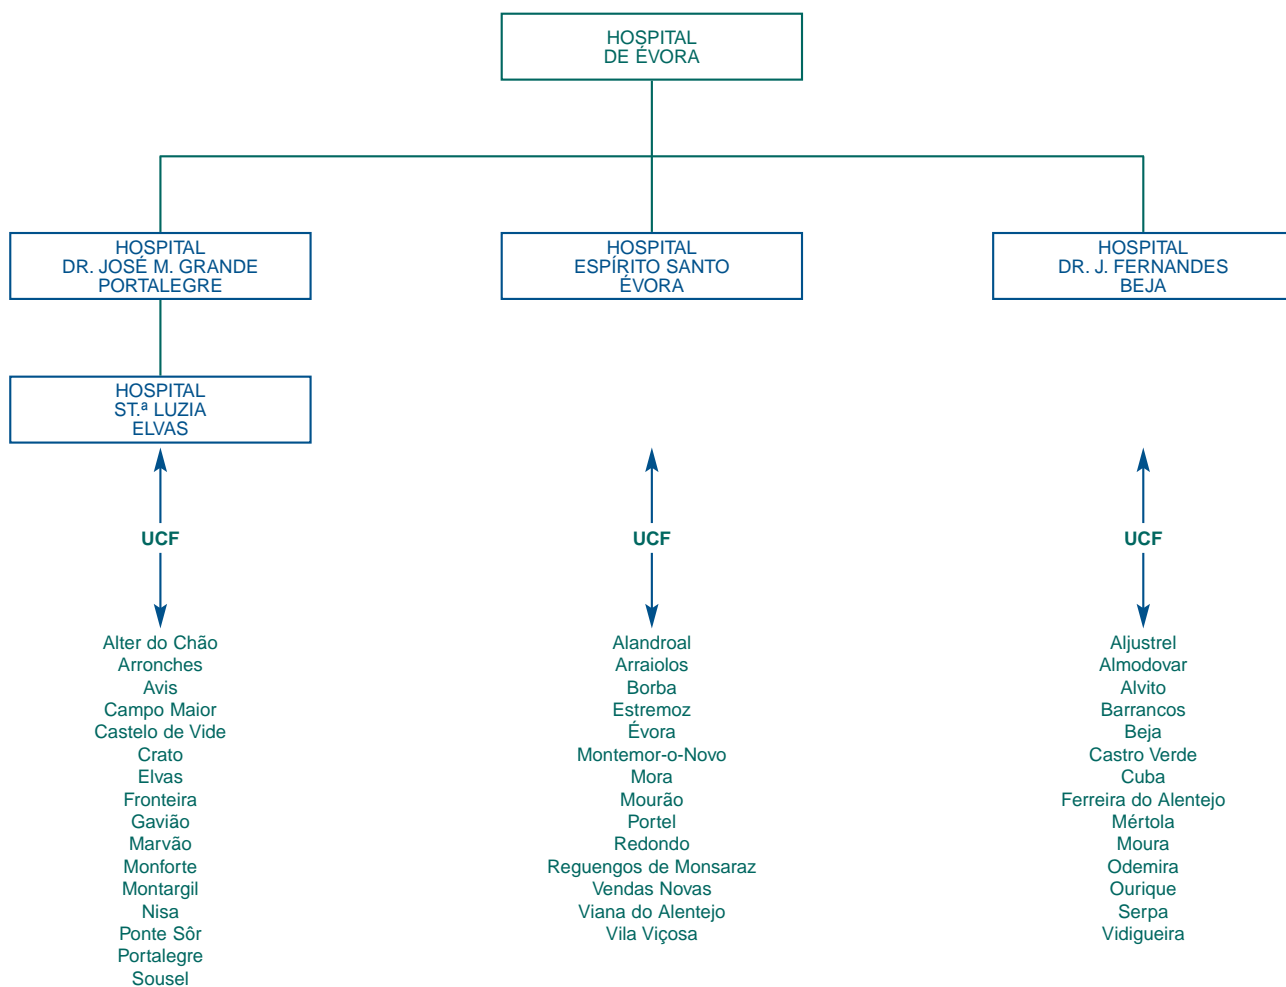 HOSPITAL
DE ÉVORA
HOSPITAL
DR. JOSÉ M. GRANDE
PORTALEGRE
HOSPITAL
ESPÍRITO SANTO
ÉVORA
HOSPITAL
DR. J. FERNANDES
BEJA
HOSPITAL
ST.ª LUZIA
ELVAS
UCF
UCF
UCF
Alter do Chão
Arronches
Avis
Campo Maior
Castelo de Vide
Crato
Elvas
Fronteira
Gavião
Marvão
Monforte
Montargil
Nisa
Ponte Sôr
Portalegre
Sousel
Alandroal
Arraiolos
Borba
Estremoz
Évora
Montemor-o-Novo
Mora
Mourão
Portel
Redondo
Reguengos de Monsaraz
Vendas Novas
Viana do Alentejo
Vila Viçosa
Aljustrel
Almodovar
Alvito
Barrancos
Beja
Castro Verde
Cuba
Ferreira do Alentejo
Mértola
Moura
Odemira
Ourique
Serpa
Vidigueira